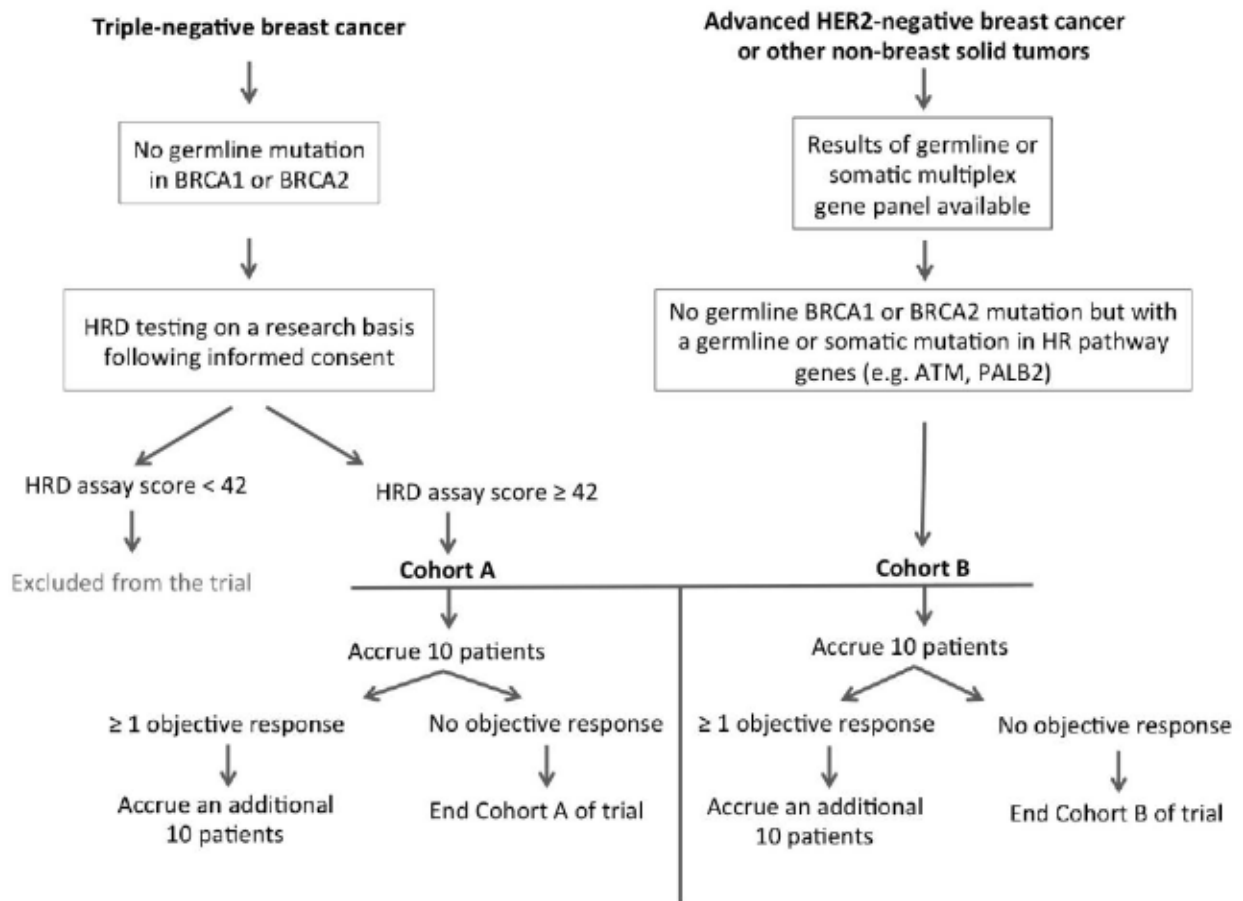 Triple-negative breast cancer
No germline mutation
in BRCA1 or BRCA2
HRD testing on a research basis
following informed consent
HRD assay score < 42
HRD assay score ≥ 42
Excluded from the trial
Advanced HER2-negative breast cancer
or other non-breast solid tumors
Results of germline or
somatic multiplex
gene panel available
No germline BRCA1 or BRCA2 mutation but with
a germline or somatic mutation in HR pathway
genes (e.g. ATM, PALB2)
Cohort A
Accrue 10 patients
≥ 1 objective response
No objective response
Accrue an additional
10 patients
End Cohort A of trial
Cohort B
Accrue 10 patients
≥ 1 objective response
No objective response
Accrue an additional
10 patients
End Cohort B of trial